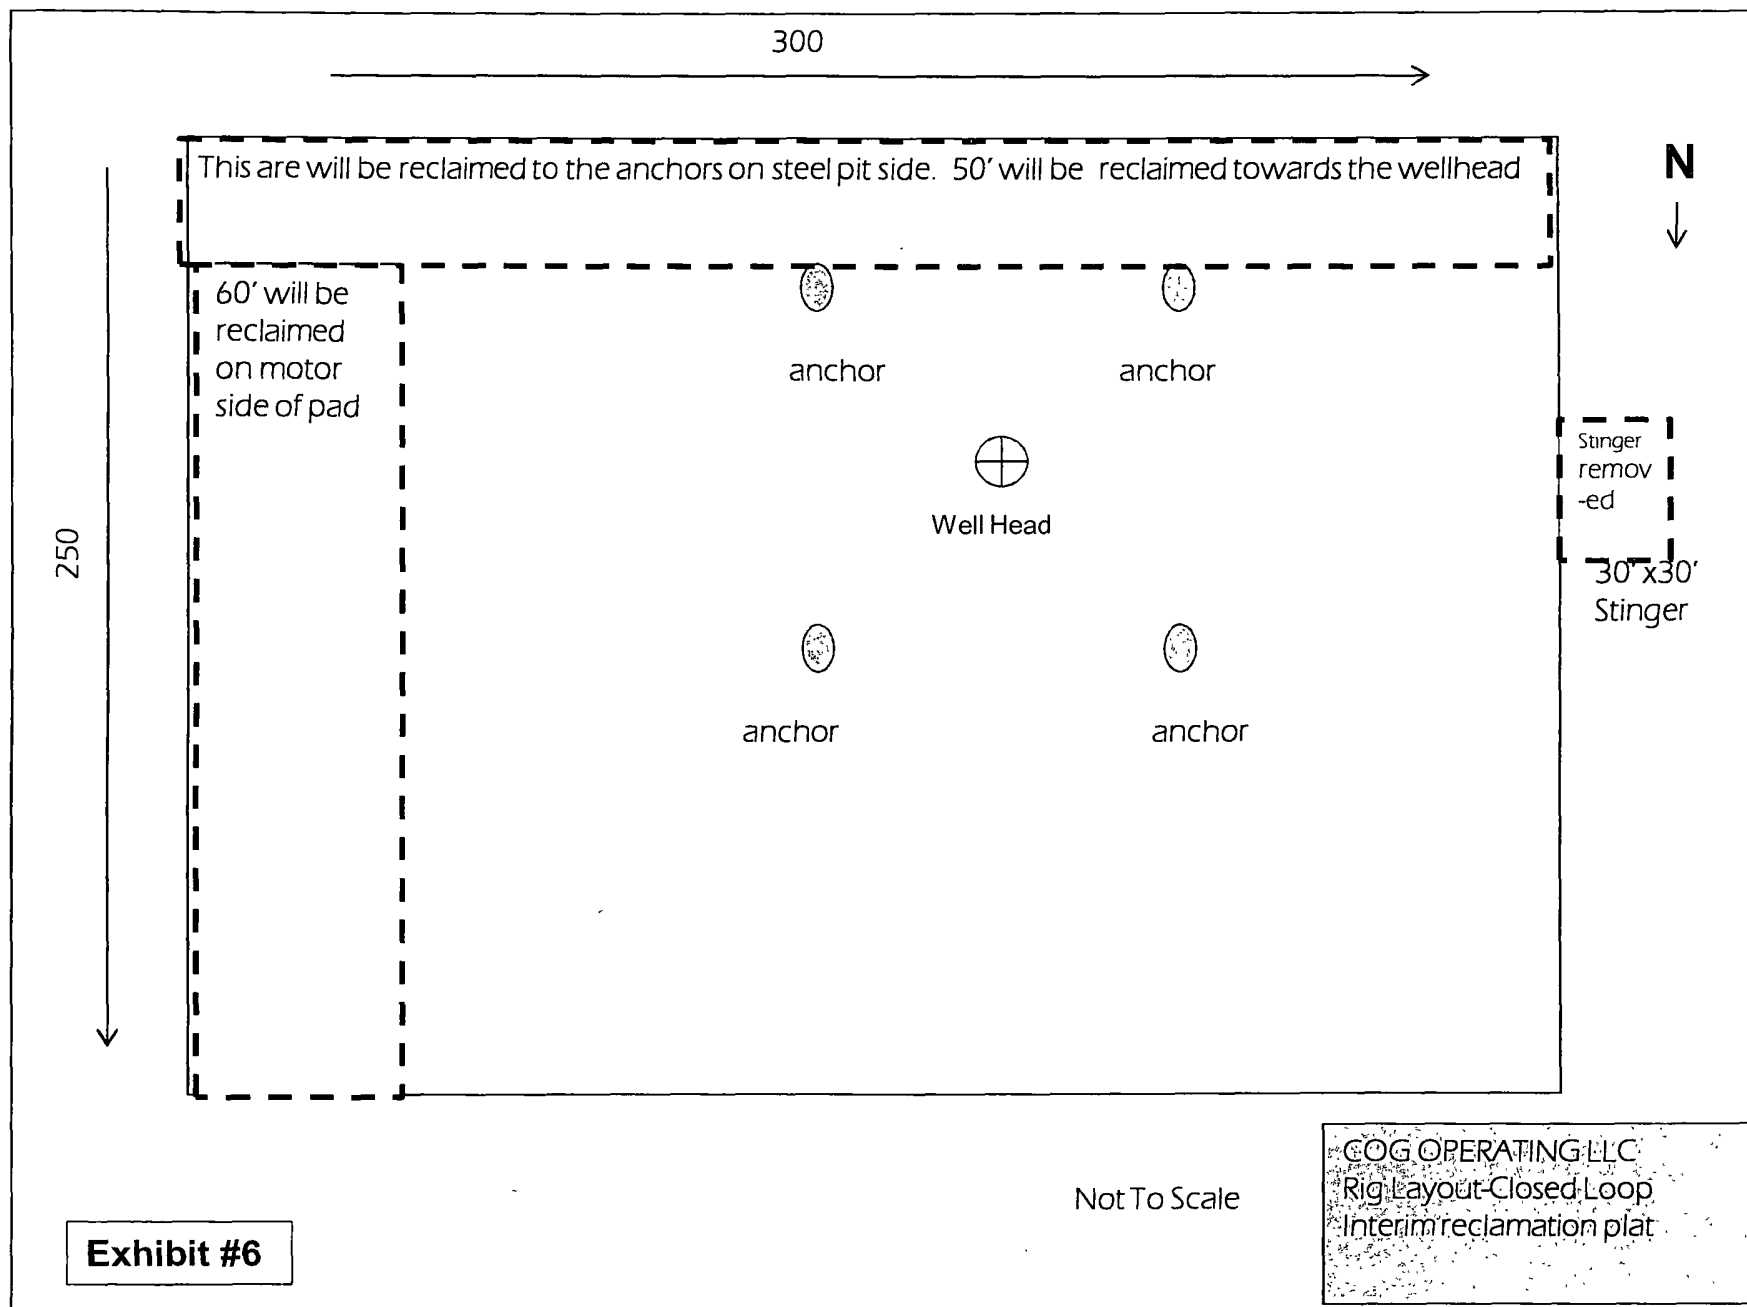 300
This are will be reclaimed to the anchors on steel pit side. 50' will be reclaimed towards the wellhead
N
60' will be
reclaimed
on motor
side of pad
anchor
anchor
Stinger
remov
-ed
Well Head
250
30' x30'
Stinger
anchor
anchor
Not To Scale
COG OPERATING LLC
Rig Layout-Closed Loop
Interim reclamation plat
Exhibit #6